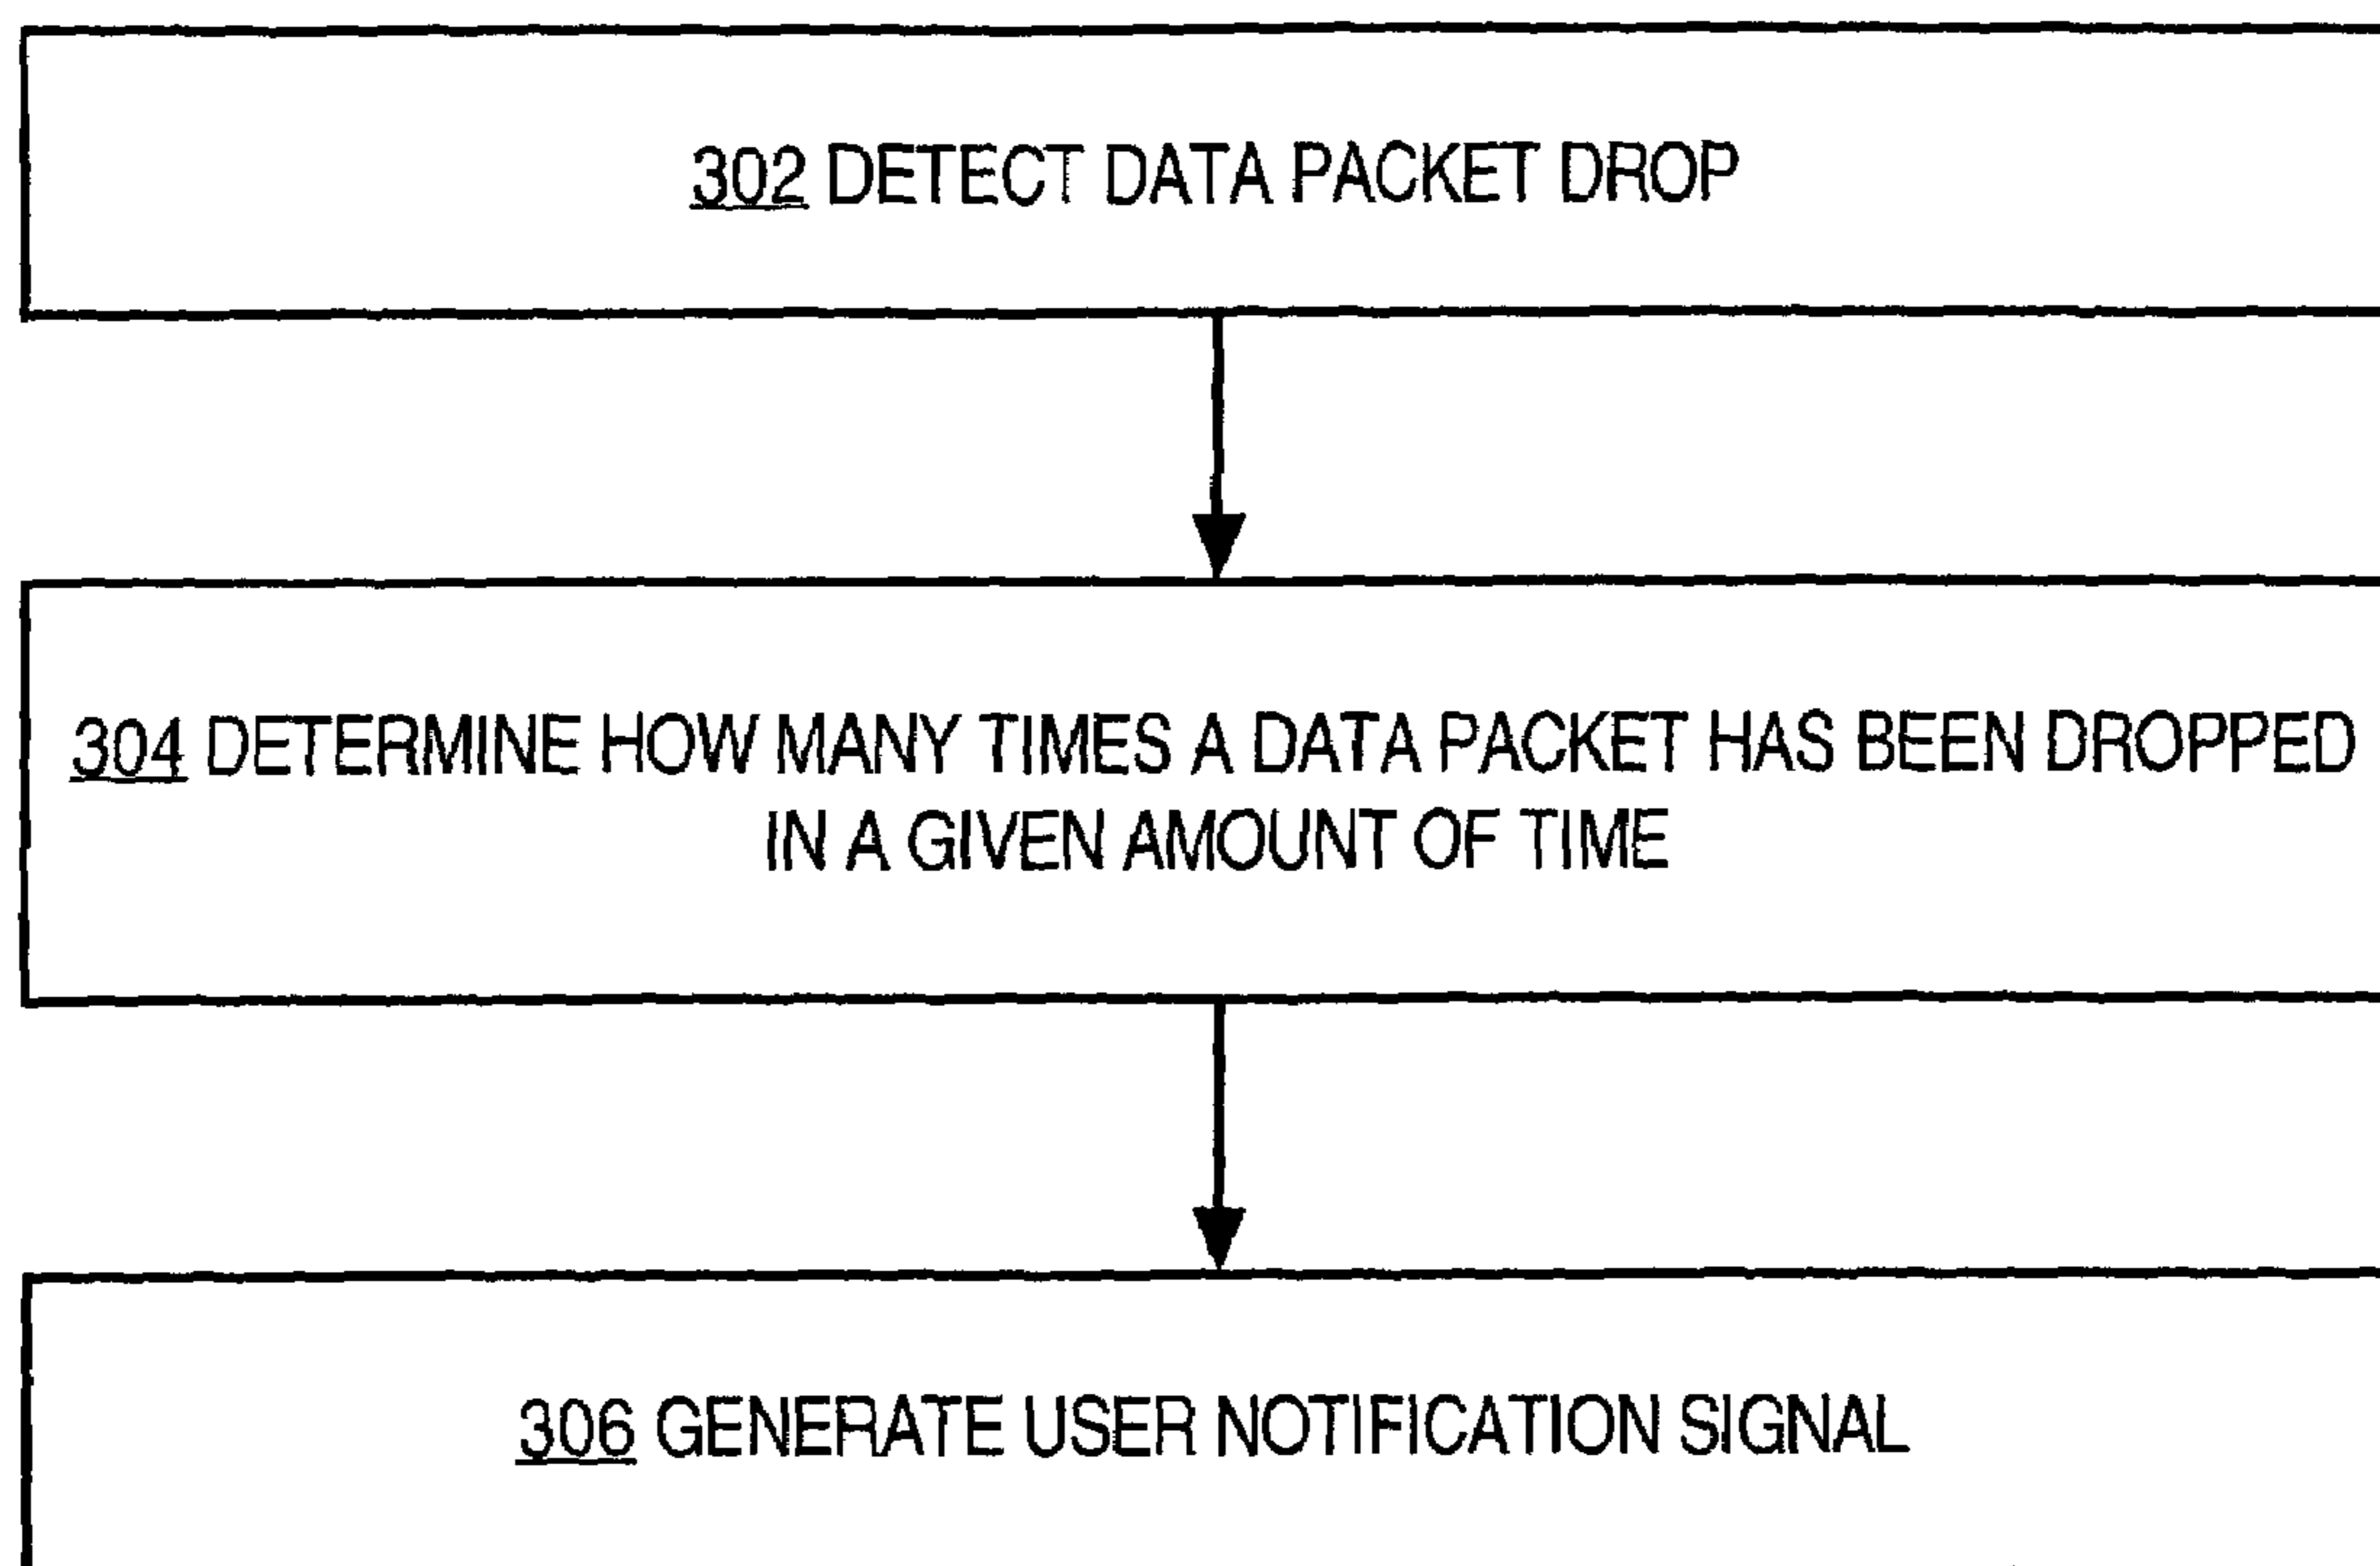 302 DETECT DATA PACKET DROP
304 DETERMINE HOW MANY TIMES A DATA PACKET HAS BEEN DROPPED
IN A GIVEN AMOUNT OF TIME
306 GENERATE USER NOTIFICATION SIGNAL